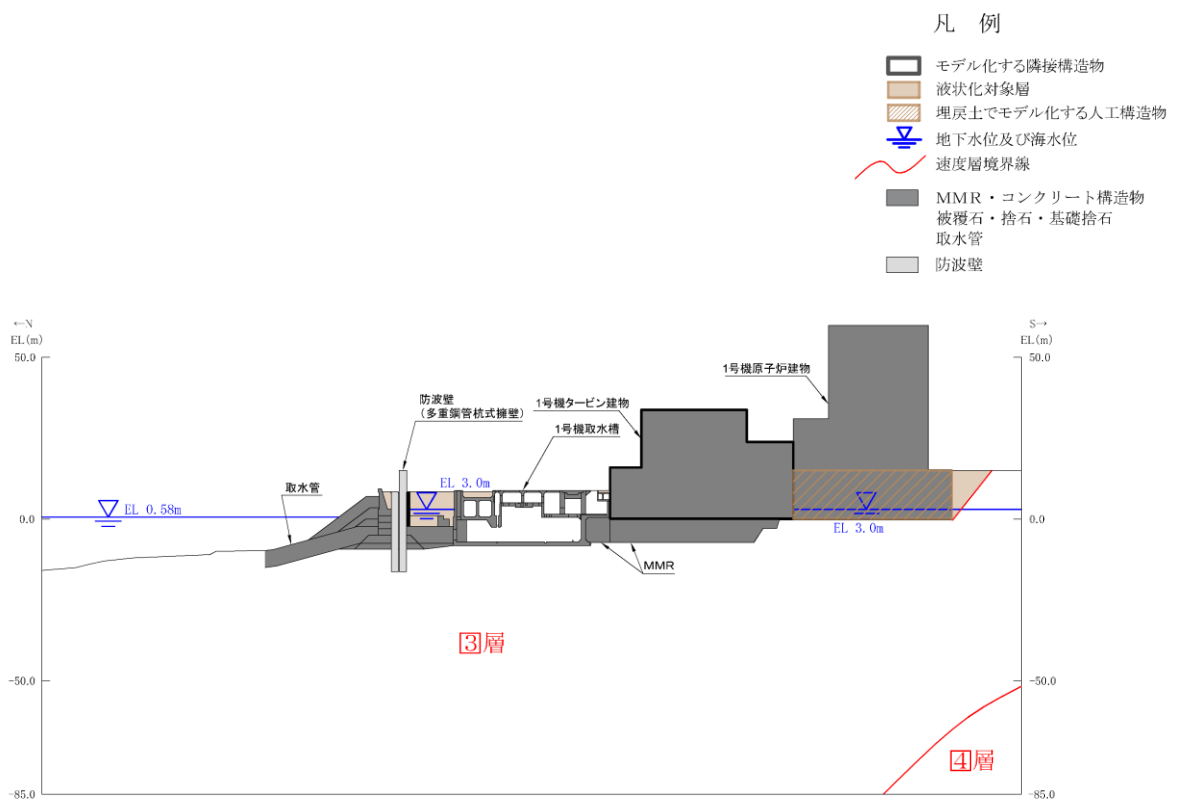 凡 例
モデル化する隣接構造物
液状化対象層
埋戻土でモデル化する人工構造物
地下水位及び海水位
速度層境界線
MMR・コンクリート構造物
被覆石・捨石・基礎捨石
取水管
防波壁
←N
EL(m)
S→
EL(m)
50.0
50.0
1号機原子炉建物
防波壁
(多重鋼管杭式擁壁)
1号機タービン建物
1号機取水槽
取水管
EL 3.0m
EL 0.58m
0.0
0.0
EL 3.0m
MMR
3層
-50.0
-50.0
4層
-85.0
-85.0